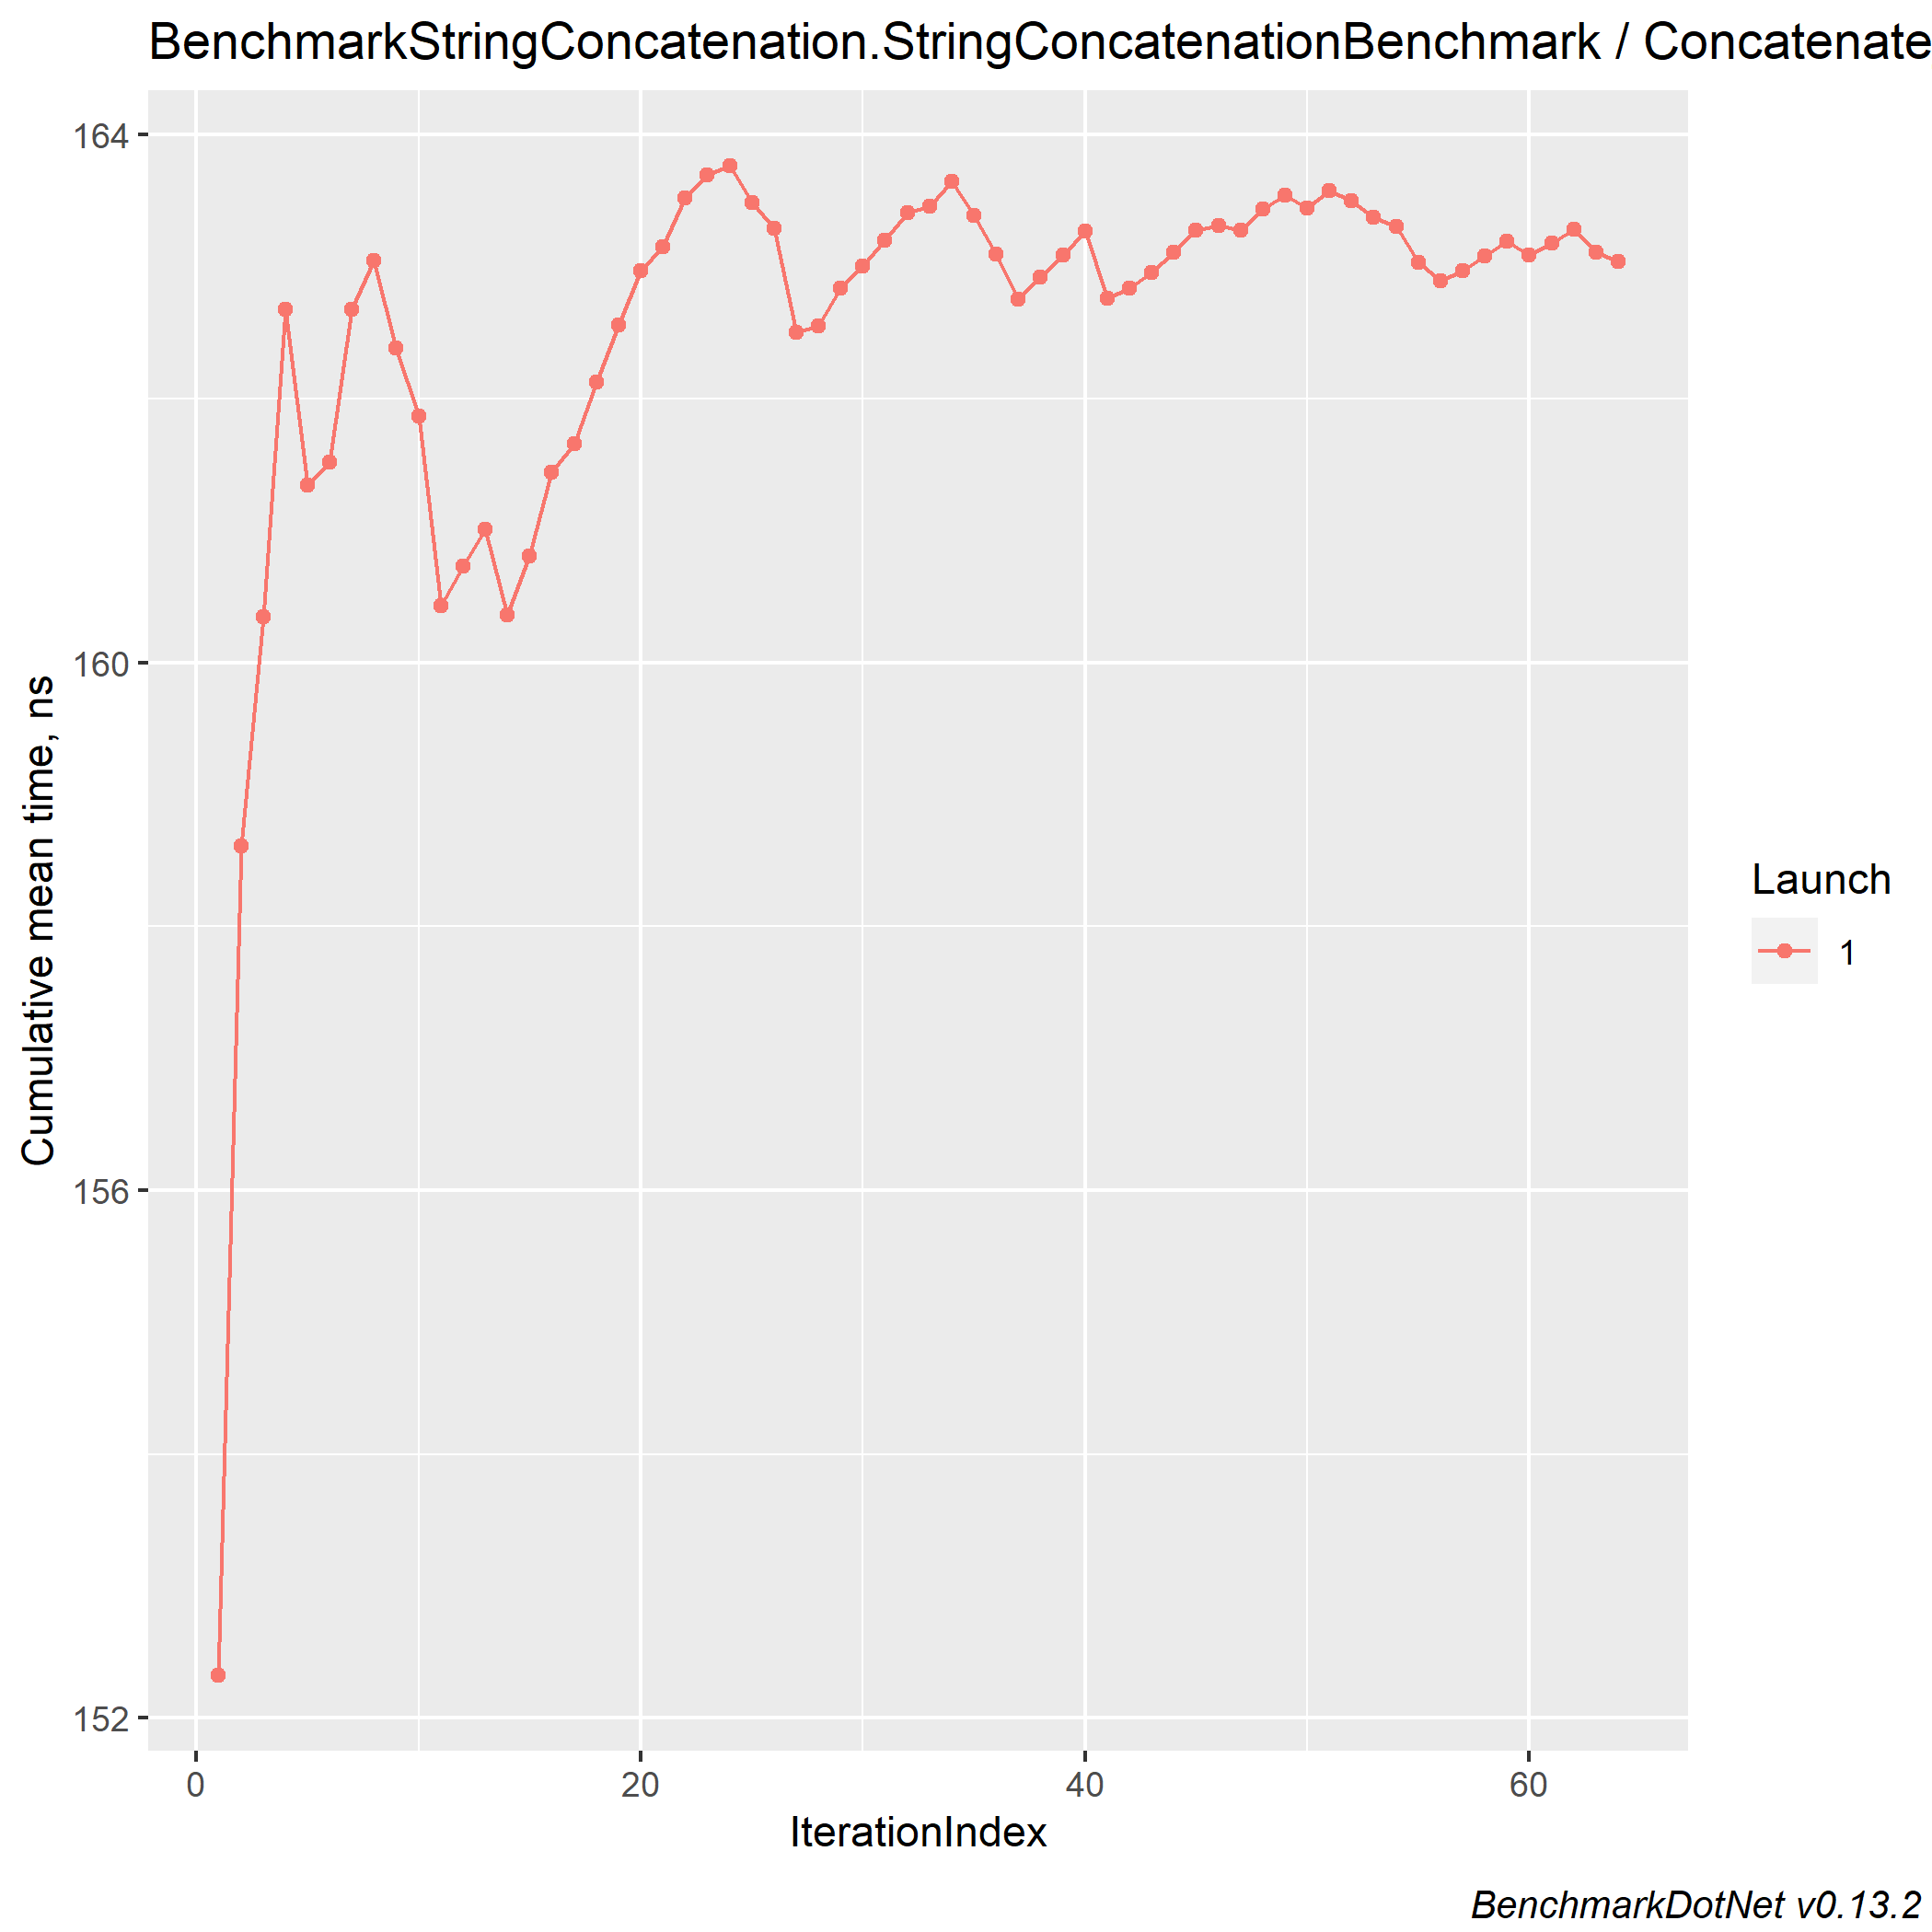 BenchmarkStringConcatenation.StringConcatenationBenchmark / Concatenate
164
160
156
152
Cumulative mean time, ns
0 20 40 60
IterationIndex
Launch
1
BenchmarkDotNet v0.13.2